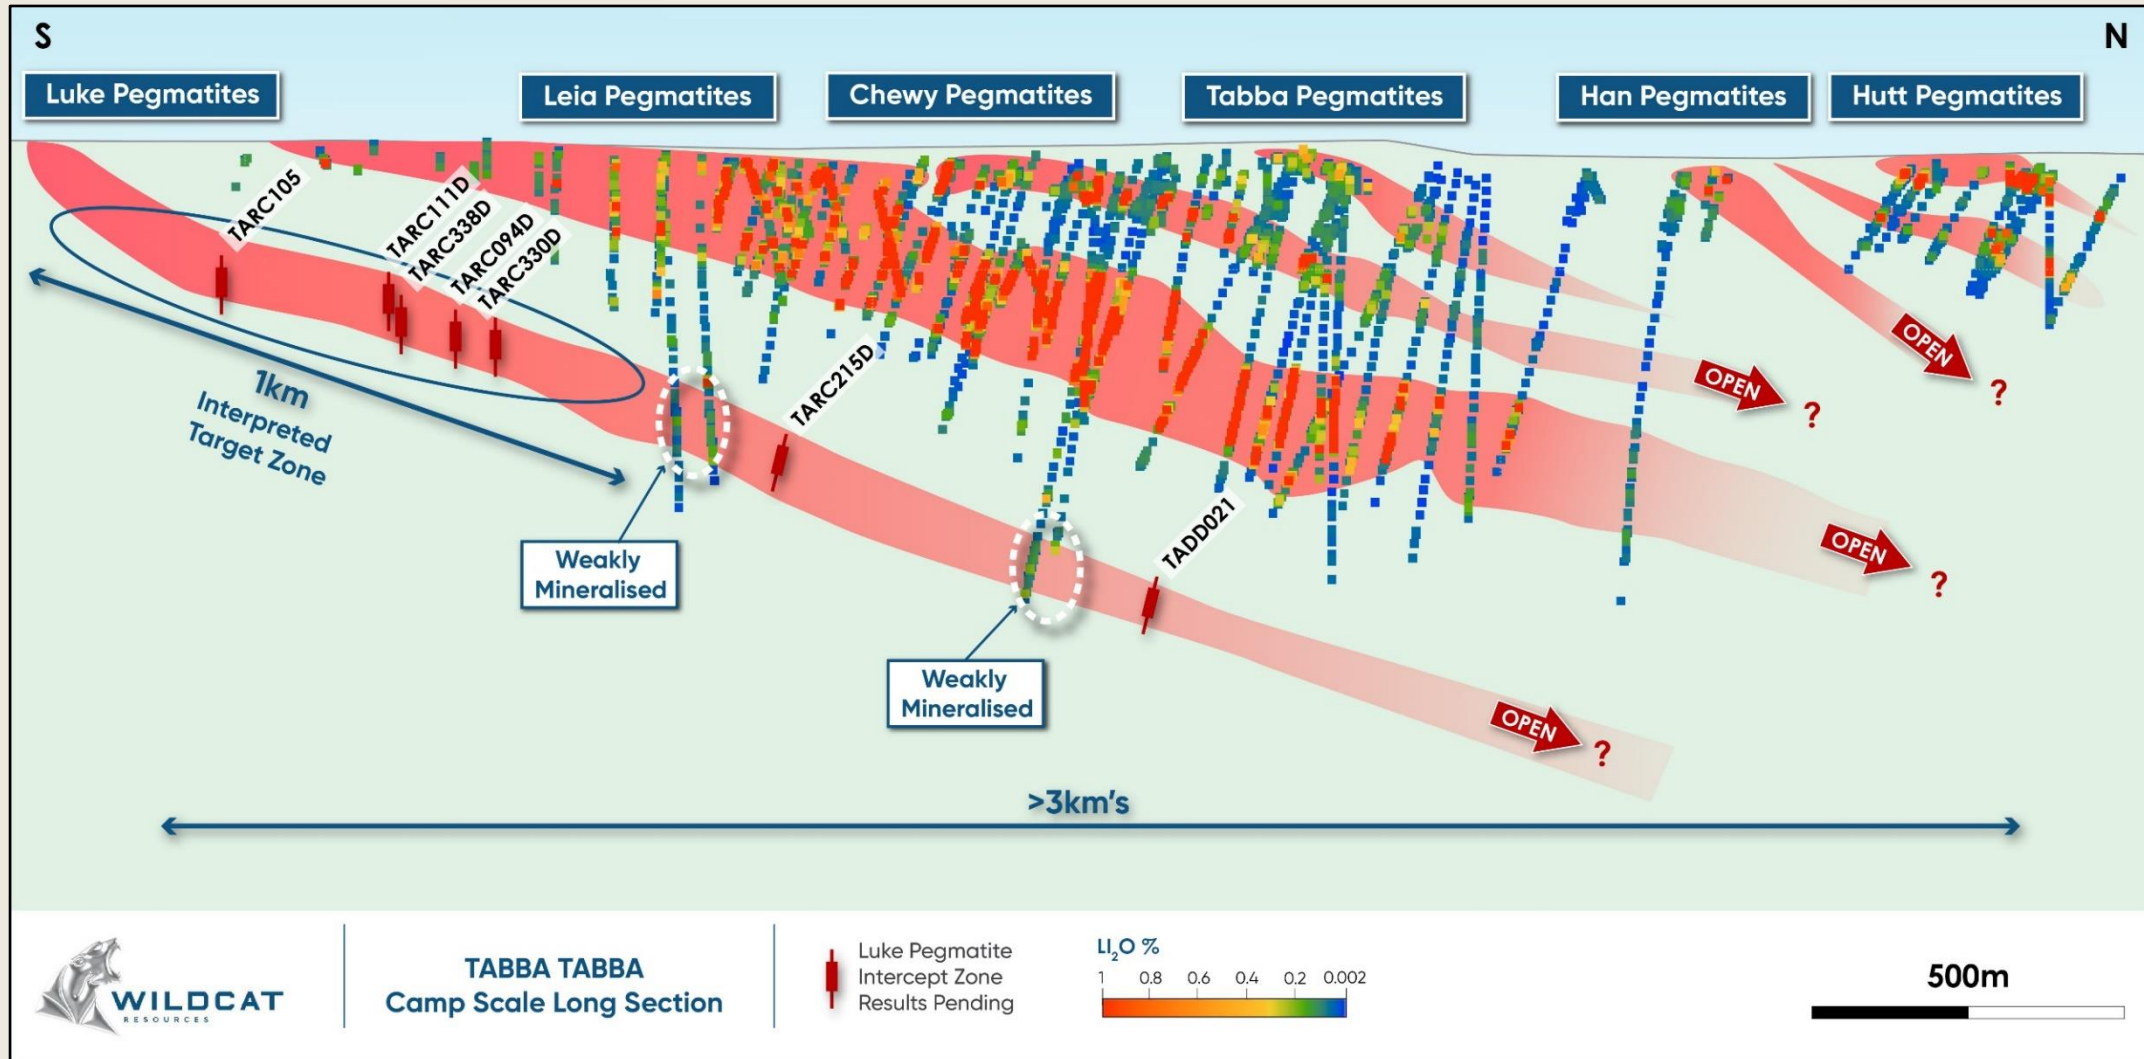 S
N
Luke Pegmatites
Leia Pegmatites
Chewy Pegmatites
Tabba Pegmatites
Han Pegmatites
Hutt Pegmatites
TARC105
TARC111D
TARC338D
TARC094D
TARC330D
1km
Interpreted
Target Zone
TARC215D
TADD021
Weakly
Mineralised
Weakly
Mineralised
OPEN
?
OPEN
?
OPEN
?
OPEN
?
>3km's
WILDCAT
RESOURCES
TABBA TABBA
Camp Scale Long Section
Luke Pegmatite
Intercept Zone
Results Pending
LI₂O %
1 0.8 0.6 0.4 0.2 0.002
500m